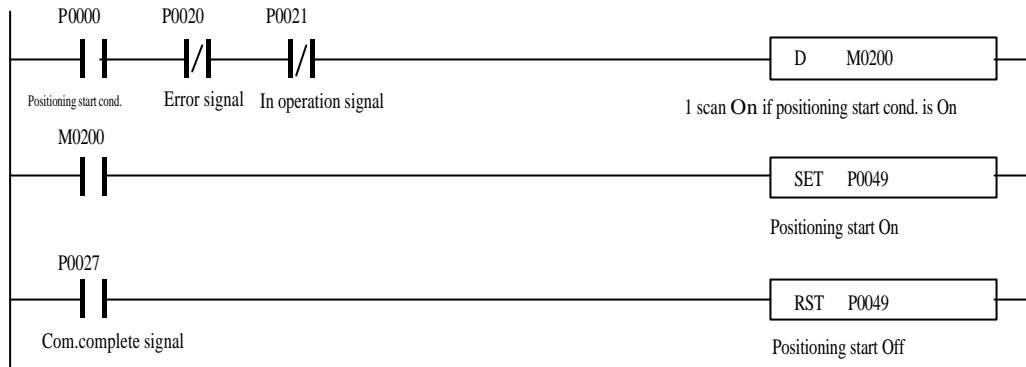 P0000 P0020 P0021
D M0200
Positioning start cond. Error signal In operation signal
1 scan On if positioning start cond. is On
M0200
SET P0049
Positioning start On
P0027
RST P0049
Com.complete signal
Positioning start Off